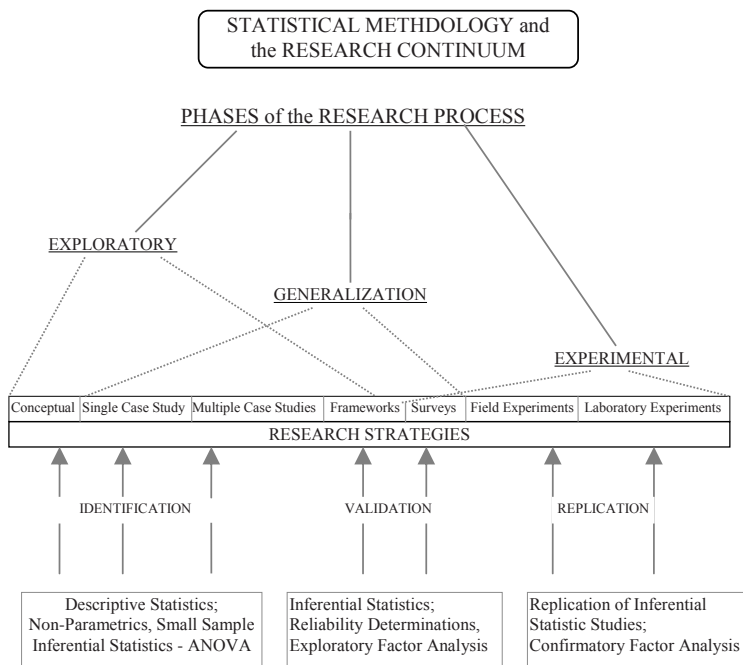 STATISTICAL METHDOLOGY and
the RESEARCH CONTINUUM
PHASES of the RESEARCH PROCESS
EXPLORATORY
GENERALIZATION
EXPERIMENTAL
Conceptual Single Case Study Multiple Case Studies Frameworks Surveys Field Experiments Laboratory Experiments
RESEARCH STRATEGIES
IDENTIFICATION VALIDATION REPLICATION
Descriptive Statistics;
Non-Parametrics, Small Sample
Inferential Statistics - ANOVA
Inferential Statistics;
Reliability Determinations,
Exploratory Factor Analysis
Replication of Inferential
Statistic Studies;
Confirmatory Factor Analysis